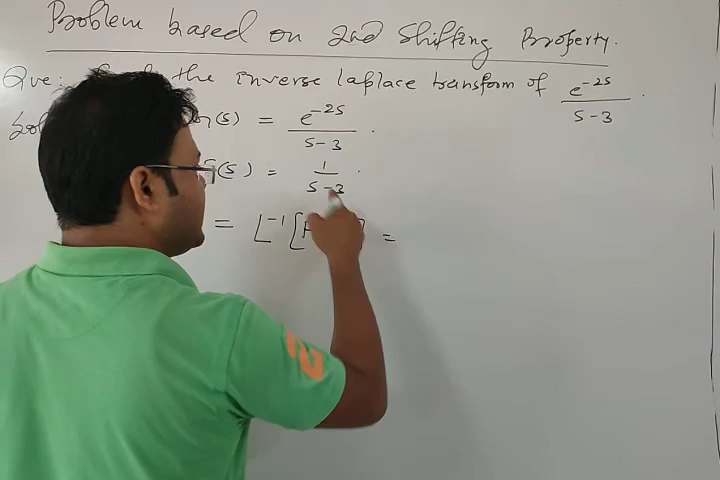 Problem based on 2nd Shifting Property.
Que: the inverse laplace transform of e^-2s / s-3 .
(s) = e^-2s / s-3 .
(s) = 1 / s-3 .
= L^-1 [F ] =